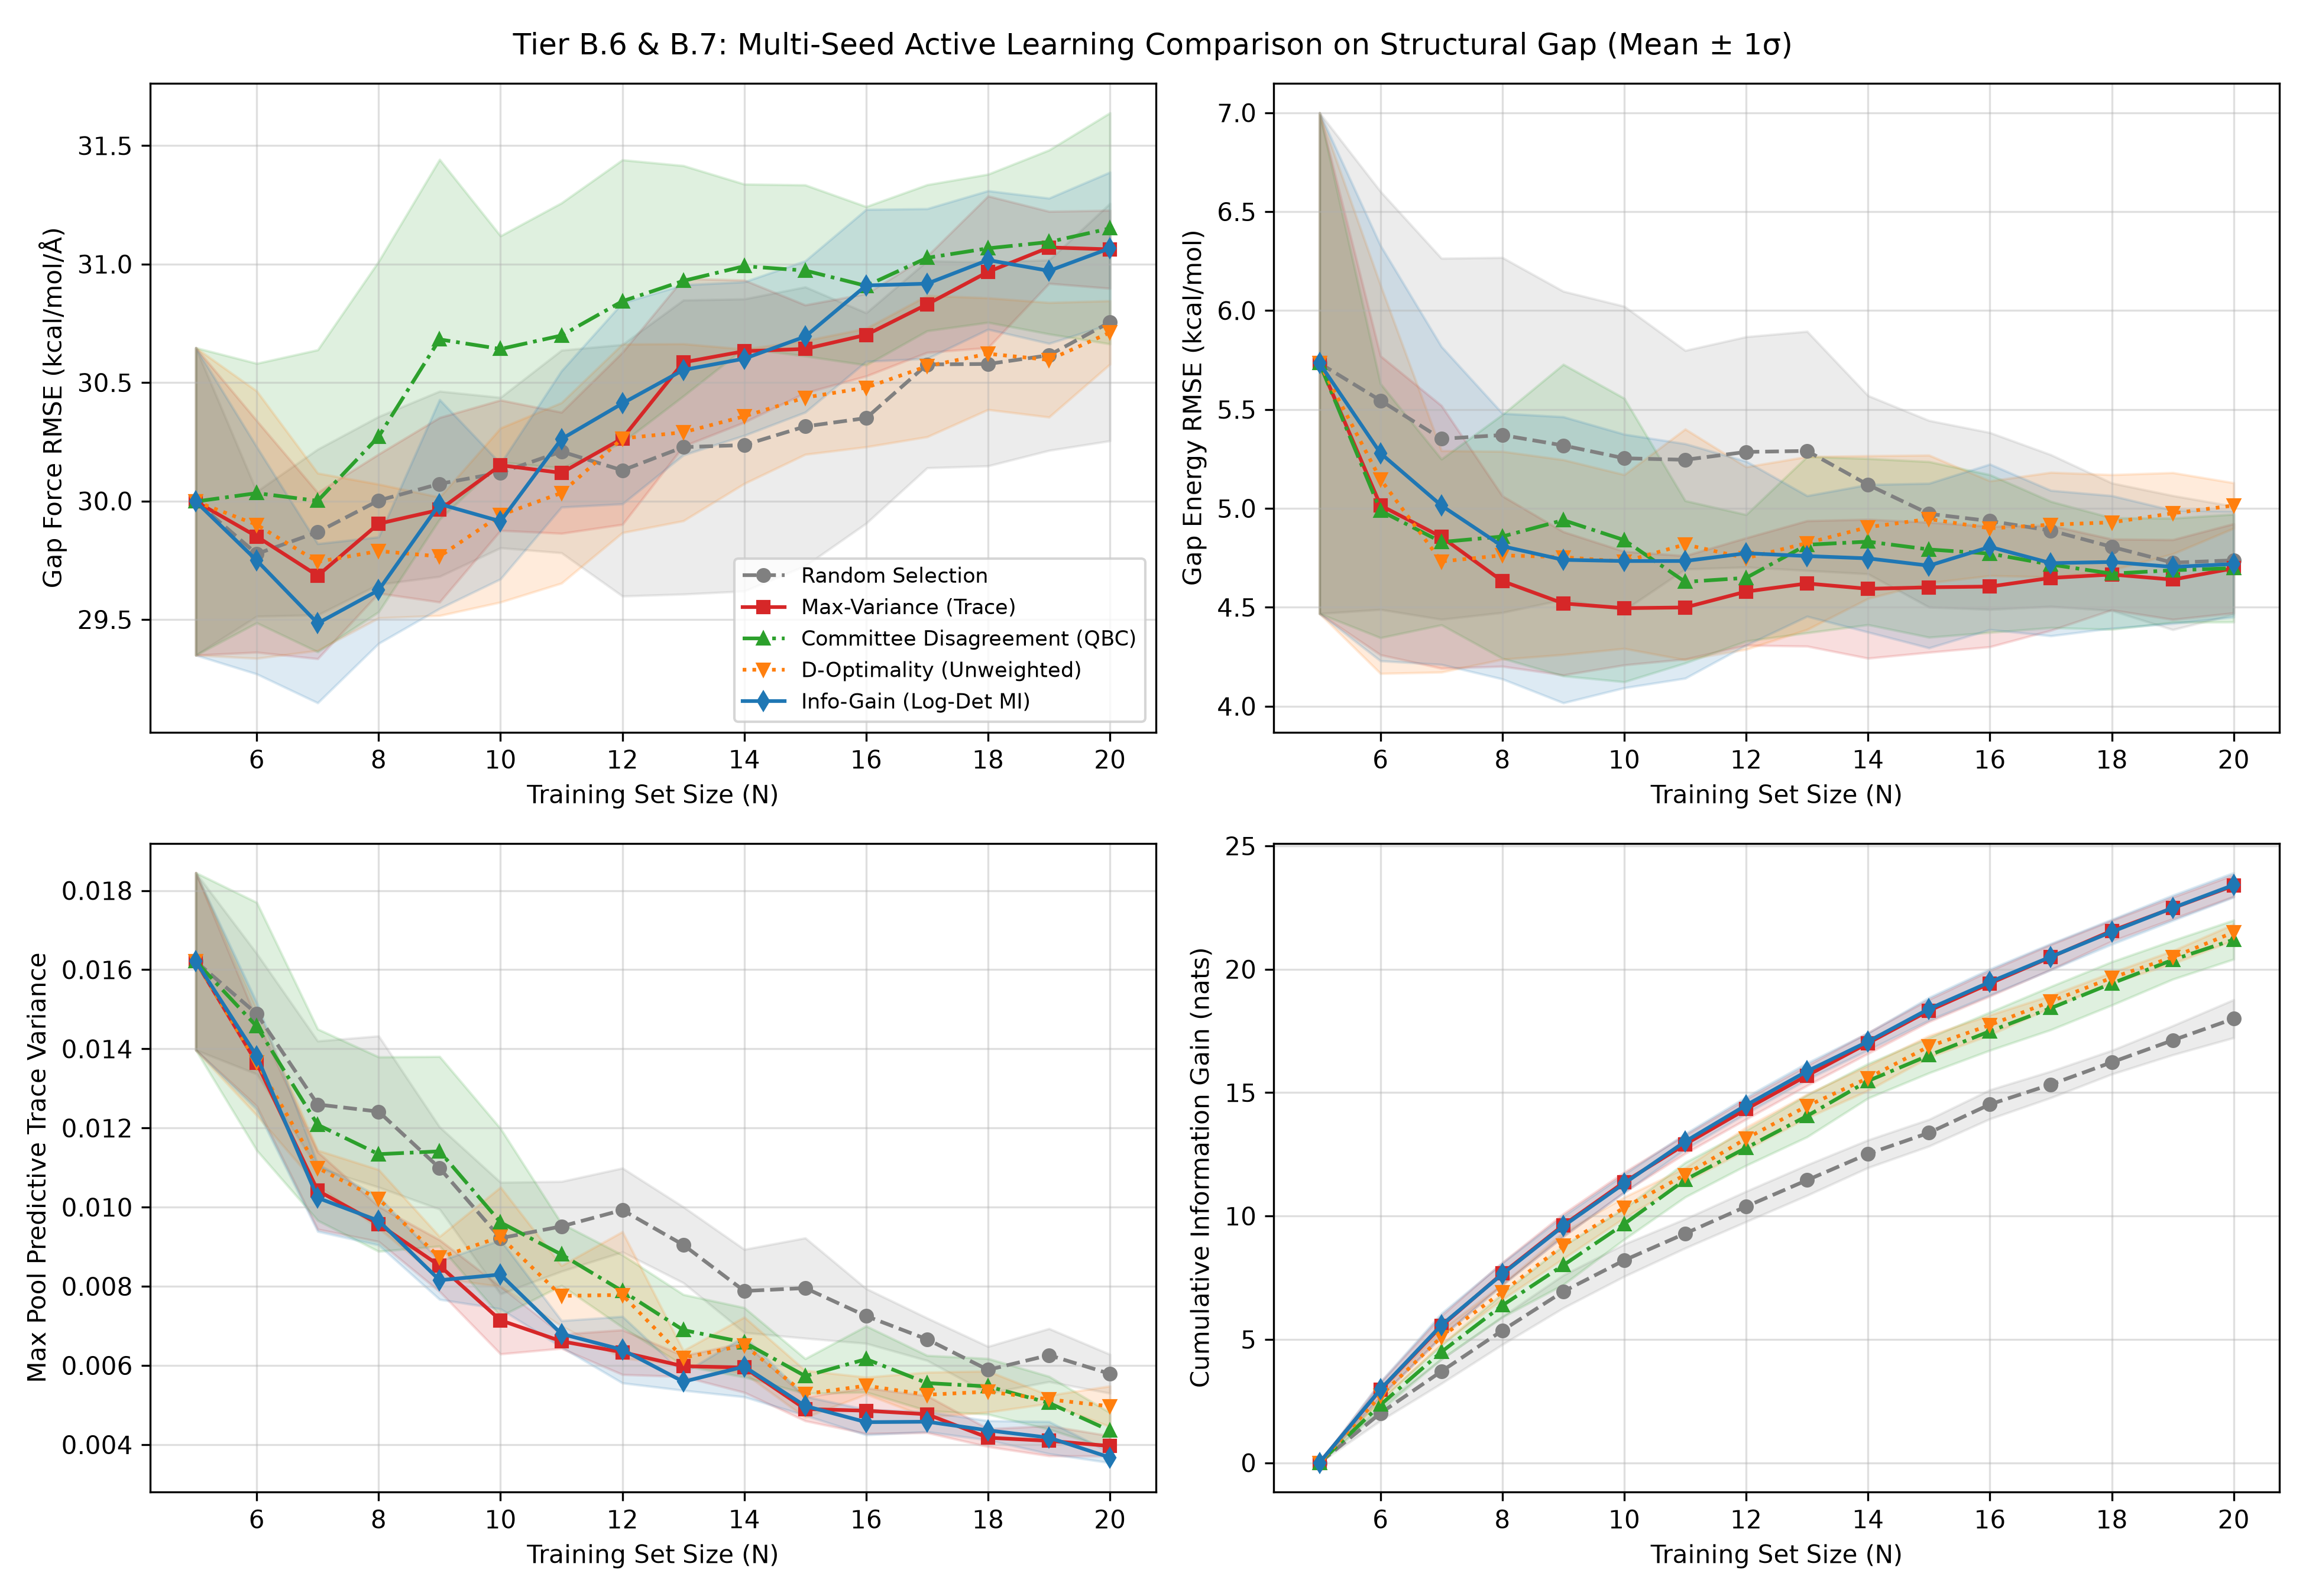 Tier B.6 & B.7: Multi-Seed Active Learning Comparison on Structural Gap (Mean ± 1σ)
Gap Force RMSE (kcal/mol/Å)
31.5
31.0
30.5
30.0
29.5
6 8 10 12 14 16 18 20
Training Set Size (N)
Random Selection
Max-Variance (Trace)
Committee Disagreement (QBC)
D-Optimality (Unweighted)
Info-Gain (Log-Det MI)
Gap Energy RMSE (kcal/mol)
7.0
6.5
6.0
5.5
5.0
4.5
4.0
6 8 10 12 14 16 18 20
Training Set Size (N)
Max Pool Predictive Trace Variance
0.018
0.016
0.014
0.012
0.010
0.008
0.006
0.004
6 8 10 12 14 16 18 20
Training Set Size (N)
Cumulative Information Gain (nats)
25
20
15
10
5
0
6 8 10 12 14 16 18 20
Training Set Size (N)